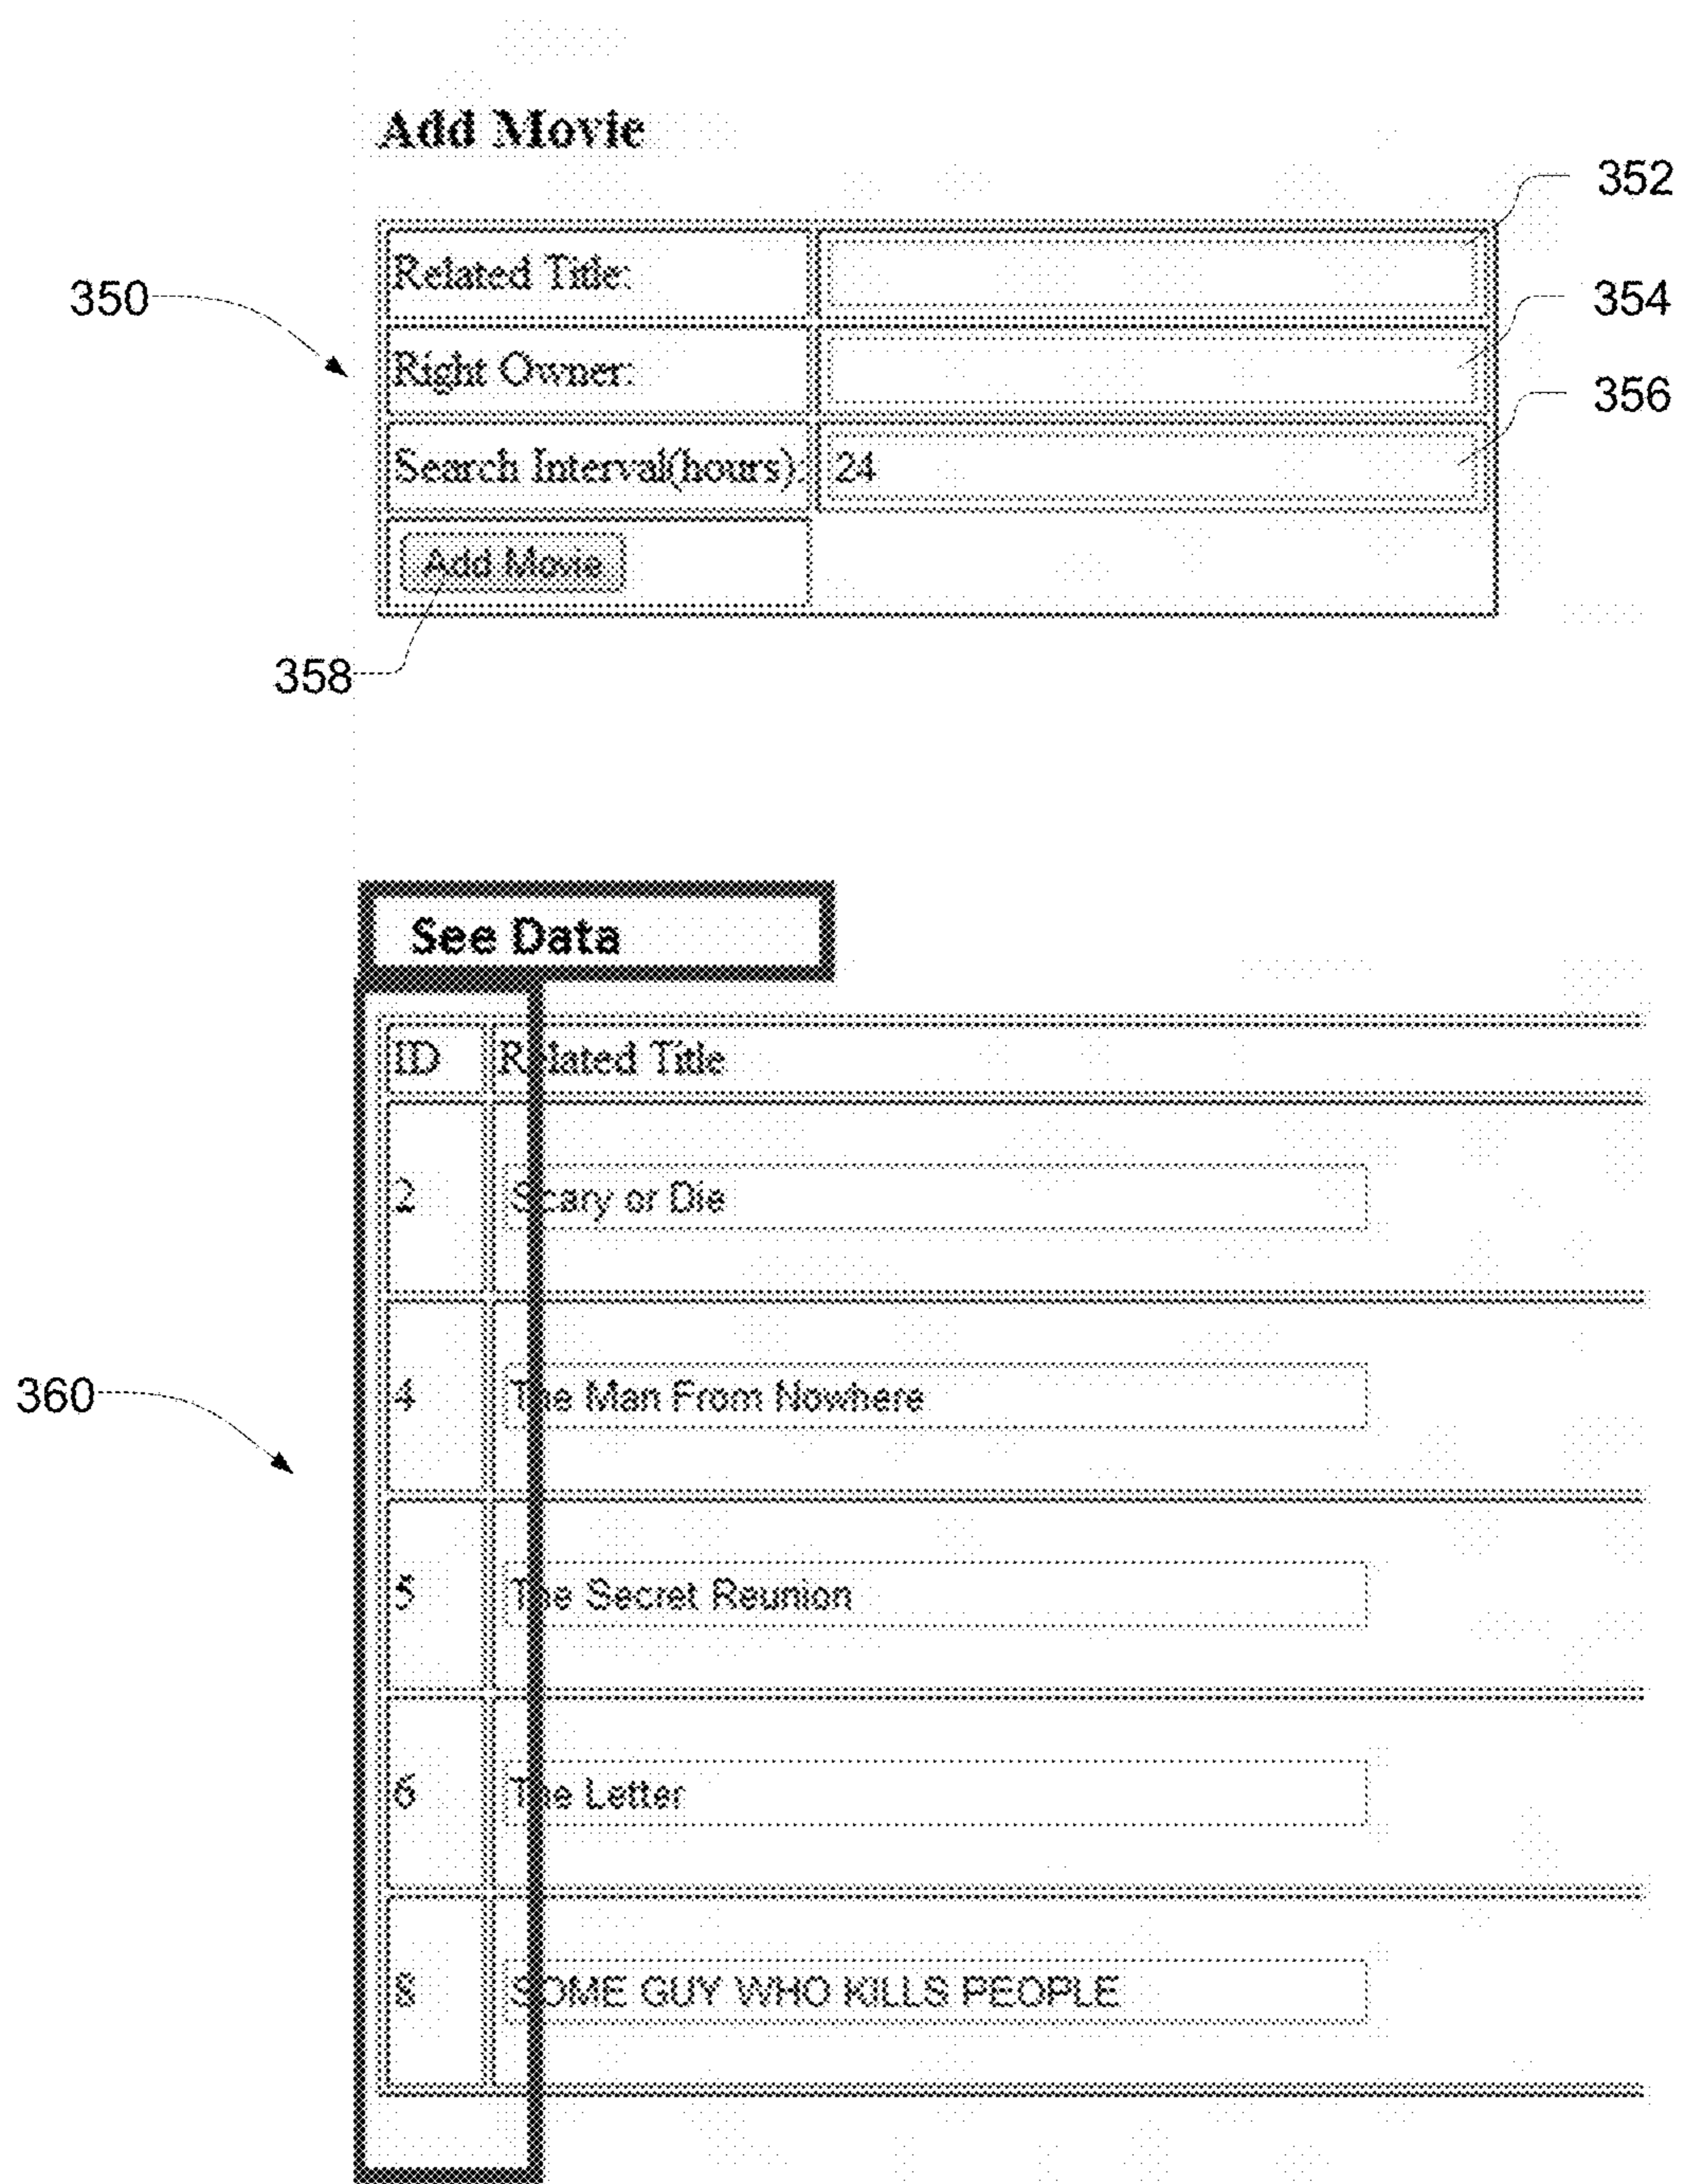 Add Movie
352
Related Title:
350
354
Right Owner:
356
Search Interval(hours): 24
Add Movie
358
See Data
ID Related Title
2 Scary or Die
360
4 The Man From Nowhere
5 The Secret Reunion
6 The Letter
8 SOME GUY WHO KILLS PEOPLE